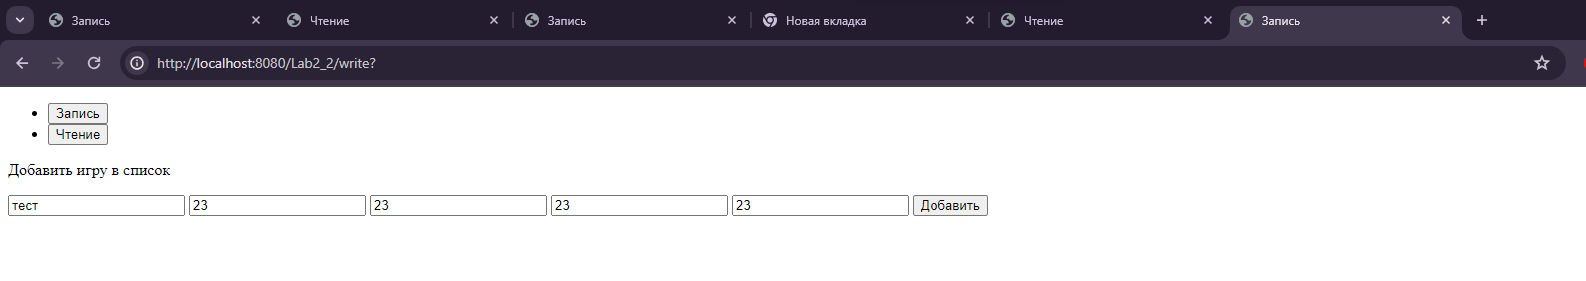 Запись Чтение Запись Новая вкладка Чтение Запись
http://localhost:8080/Lab2_2/write?
Запись
Чтение
Добавить игру в список
тест 23 23 23 23 Добавить